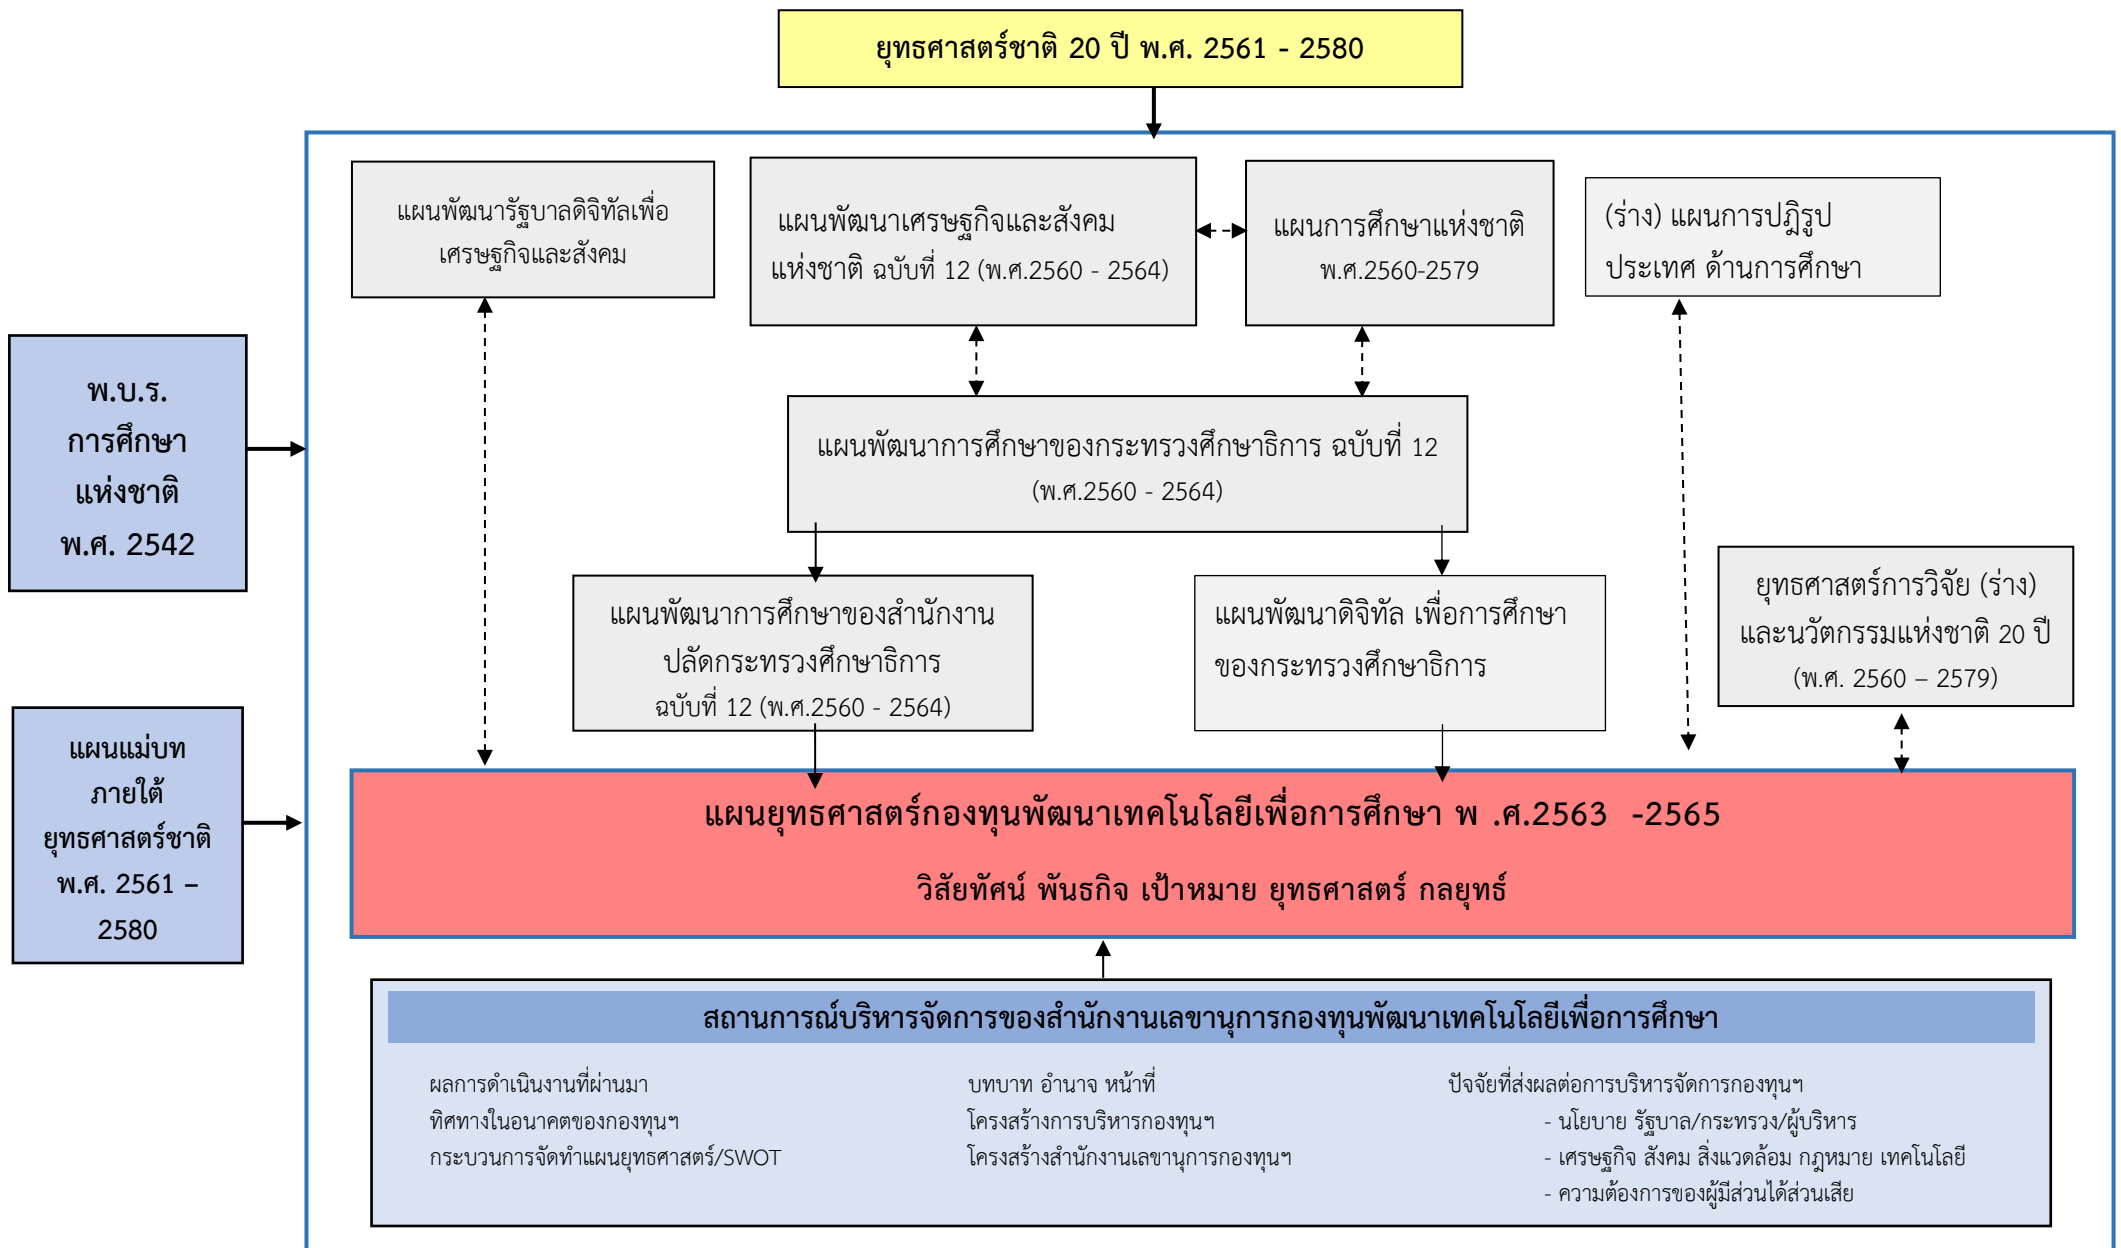 ยุทธศาสตร์ชาติ 20 ปี พ.ศ. 2561 - 2580
แผนพัฒนารัฐบาลดิจิทัลเพื่อ
เศรษฐกิจและสังคม
แผนพัฒนาเศรษฐกิจและสังคม
แห่งชาติ ฉบับที่ 12 (พ.ศ.2560 - 2564)
แผนการศึกษาแห่งชาติ
พ.ศ.2560-2579
(ร่าง) แผนการปฎิรูป
ประเทศ ด้านการศึกษา
พ.บ.ร.
การศึกษา
แห่งชาติ
พ.ศ. 2542
แผนพัฒนาการศึกษาของกระทรวงศึกษาธิการ ฉบับที่ 12
(พ.ศ.2560 - 2564)
แผนพัฒนาการศึกษาของสำนักงาน
ปลัดกระทรวงศึกษาธิการ
ฉบับที่ 12 (พ.ศ.2560 - 2564)
แผนพัฒนาดิจิทัล เพื่อการศึกษา
ของกระทรวงศึกษาธิการ
ยุทธศาสตร์การวิจัย (ร่าง)
และนวัตกรรมแห่งชาติ 20 ปี
(พ.ศ. 2560 – 2579)
แผนแม่บท
ภายใต้
ยุทธศาสตร์ชาติ
พ.ศ. 2561 –
2580
แผนยุทธศาสตร์กองทุนพัฒนาเทคโนโลยีเพื่อการศึกษา พ .ศ.2563 -2565
วิสัยทัศน์ พันธกิจ เป้าหมาย ยุทธศาสตร์ กลยุทธ์
สถานการณ์บริหารจัดการของสำนักงานเลขานุการกองทุนพัฒนาเทคโนโลยีเพื่อการศึกษา
ผลการดำเนินงานที่ผ่านมา
ทิศทางในอนาคตของกองทุนฯ
กระบวนการจัดทำแผนยุทธศาสตร์/SWOT
บทบาท อำนาจ หน้าที่
โครงสร้างการบริหารกองทุนฯ
โครงสร้างสำนักงานเลขานุการกองทุนฯ
ปัจจัยที่ส่งผลต่อการบริหารจัดการกองทุนฯ
- นโยบาย รัฐบาล/กระทรวง/ผู้บริหาร
- เศรษฐกิจ สังคม สิ่งแวดล้อม กฎหมาย เทคโนโลยี
- ความต้องการของผู้มีส่วนได้ส่วนเสีย